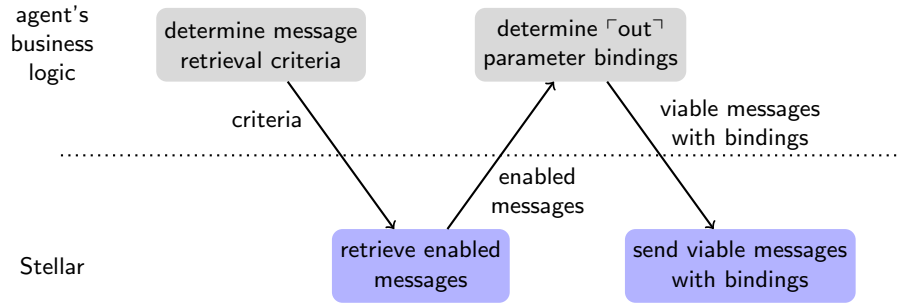 agent's
business
logic
determine message
retrieval criteria
determine ⌜out⌝
parameter bindings
criteria
viable messages
with bindings
enabled
messages
Stellar
retrieve enabled
messages
send viable messages
with bindings